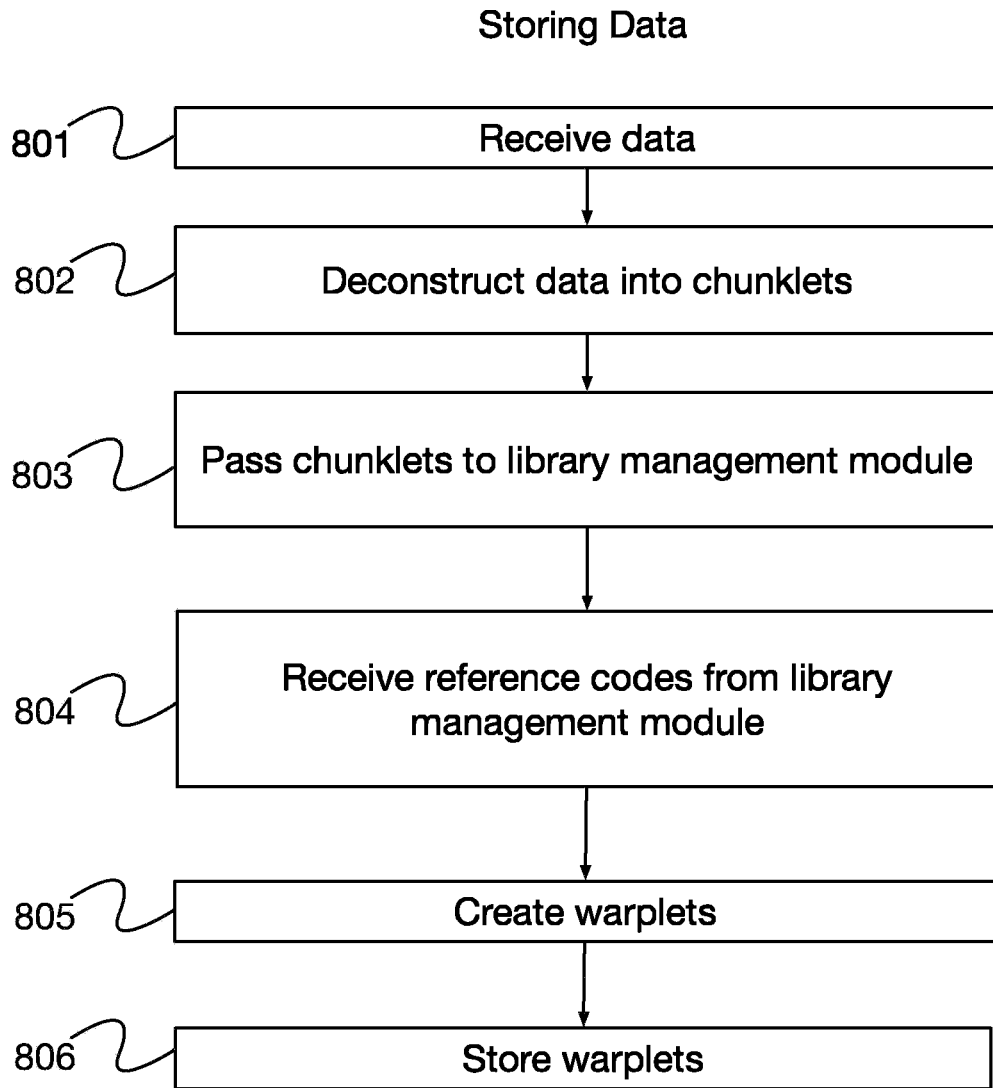 Storing Data
801
Receive data
802
Deconstruct data into chunklets
803
Pass chunklets to library management module
804
Receive reference codes from library
management module
805
Create warplets
806
Store warplets